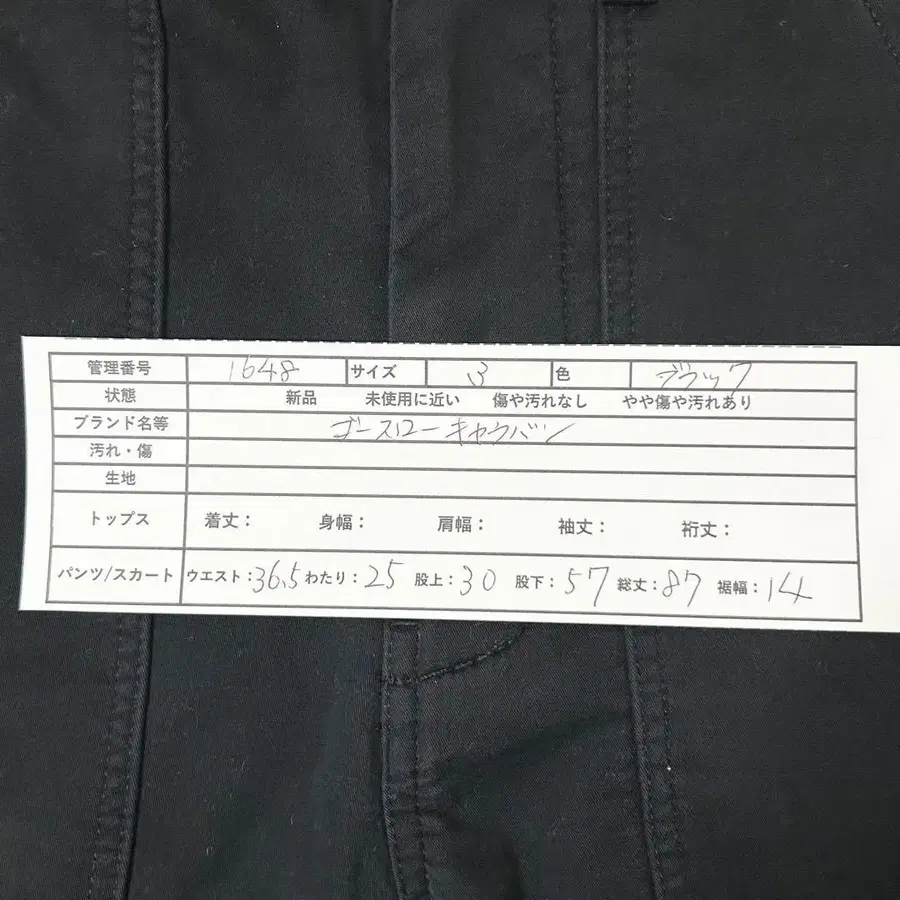 管理番号 1648 サイズ 3 色 ブラック
状態 新品 未使用に近い 傷や汚れなし やや傷や汚れあり
ブランド名等 ゴースローキャラバン
汚れ・傷
生地
トップス 着丈： 身幅： 肩幅： 袖丈： 裄丈：
パンツ/スカート ウエスト：36.5 わたり：25 股上：30 股下：57 総丈：87 裾幅：14